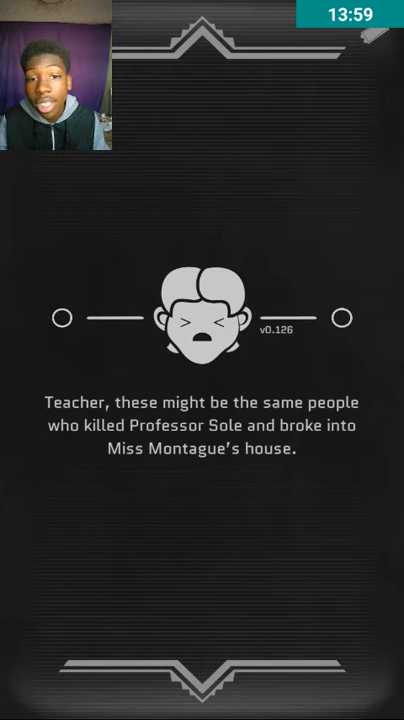 13:59
v0.126
Teacher, these might be the same people
who killed Professor Sole and broke into
Miss Montague's house.